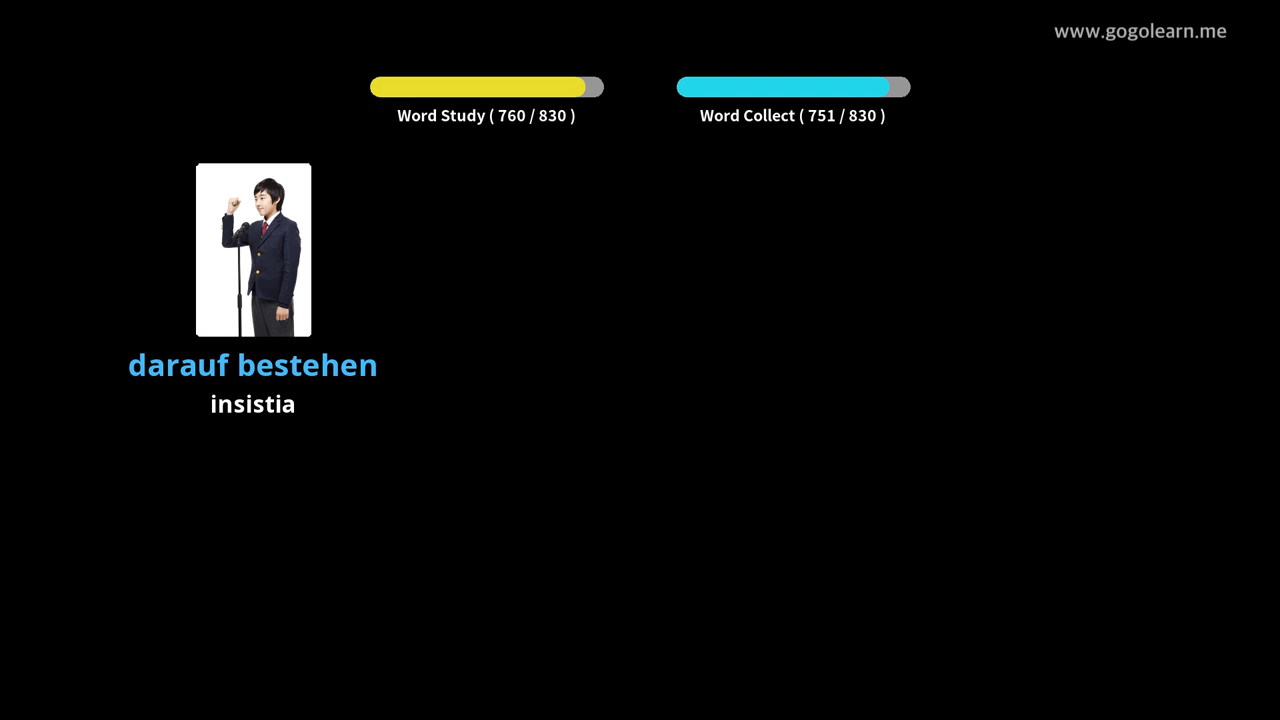 www.gogolearn.me
Word Study ( 760 / 830 )
Word Collect ( 751 / 830 )
darauf bestehen
insistia